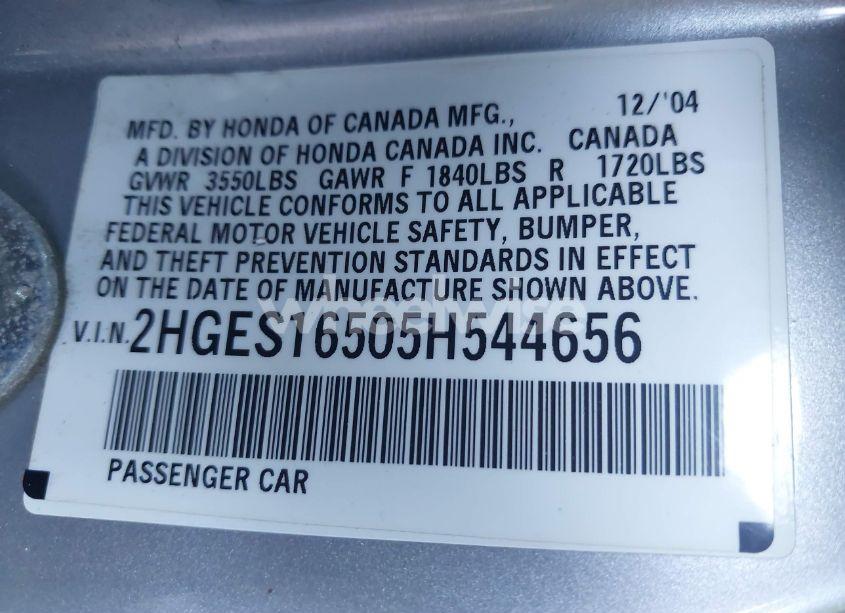 MFD. BY HONDA OF CANADA MFG., 12/'04
A DIVISION OF HONDA CANADA INC. CANADA
GVWR 3550LBS GAWR F 1840LBS R 1720LBS
THIS VEHICLE CONFORMS TO ALL APPLICABLE
FEDERAL MOTOR VEHICLE SAFETY, BUMPER,
AND THEFT PREVENTION STANDARDS IN EFFECT
ON THE DATE OF MANUFACTURE SHOWN ABOVE.
wheelwise
V.I.N. 2HGES16505H544656
PASSENGER CAR